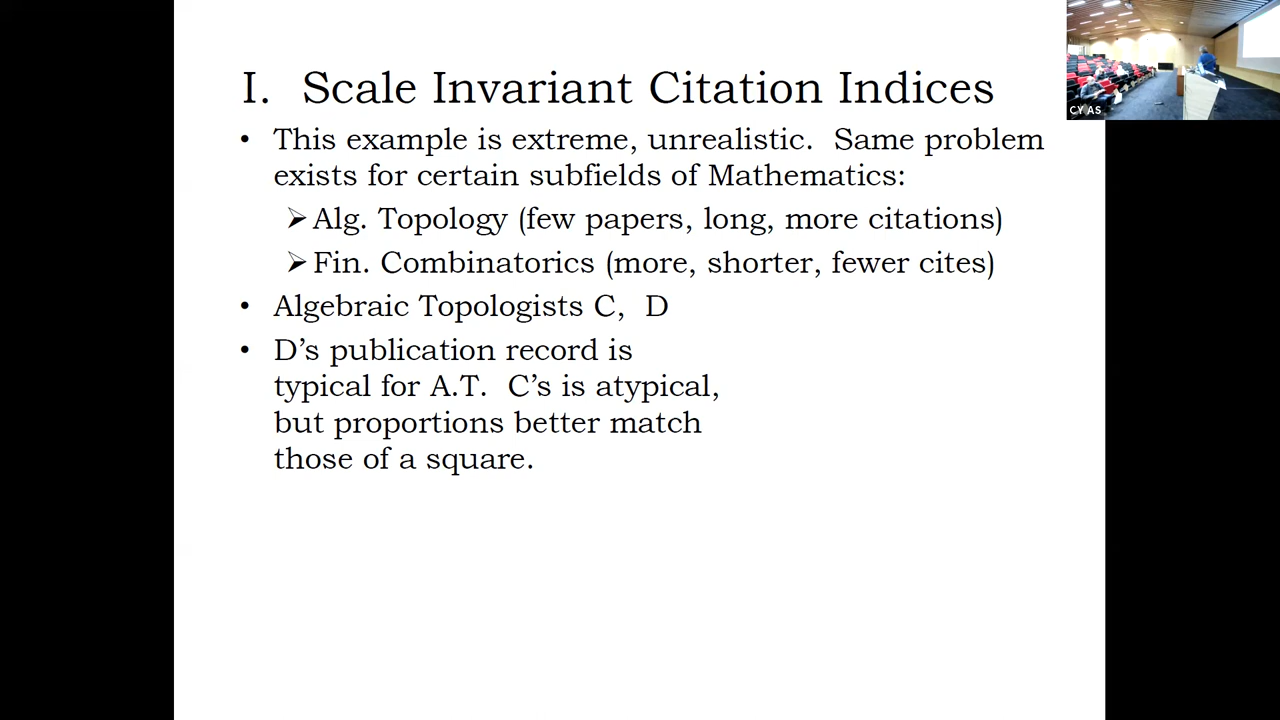 I. Scale Invariant Citation Indices
• This example is extreme, unrealistic. Same problem
exists for certain subfields of Mathematics:
➢ Alg. Topology (few papers, long, more citations)
➢ Fin. Combinatorics (more, shorter, fewer cites)
• Algebraic Topologists C, D
• D’s publication record is
typical for A.T. C’s is atypical,
but proportions better match
those of a square.
CY AS